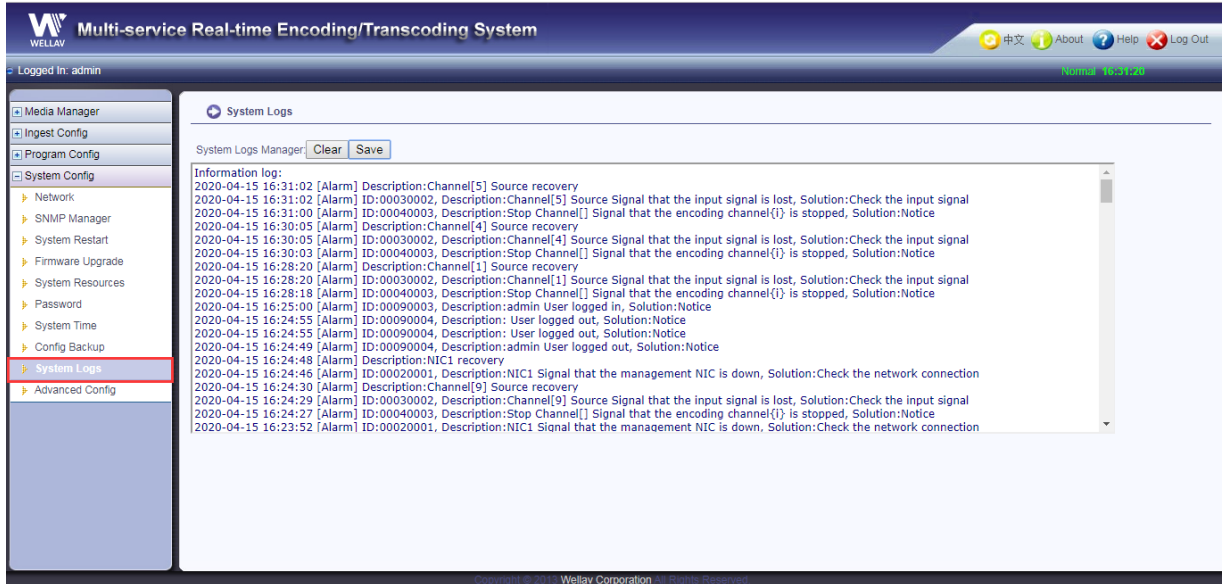 WELLAV
Multi-service Real-time Encoding/Transcoding System
中文 About Help Log Out
Logged In: admin
Normal 16:31:20
Media Manager
Ingest Config
Program Config
System Config
Network
SNMP Manager
System Restart
Firmware Upgrade
System Resources
Password
System Time
Config Backup
System Logs
Advanced Config
System Logs
System Logs Manager: Clear Save
Information log:
2020-04-15 16:31:02 [Alarm] Description:Channel[5] Source recovery
2020-04-15 16:31:02 [Alarm] ID:00030002, Description:Channel[5] Source Signal that the input signal is lost, Solution:Check the input signal
2020-04-15 16:31:00 [Alarm] ID:00040003, Description:Stop Channel[] Signal that the encoding channel{i} is stopped, Solution:Notice
2020-04-15 16:30:05 [Alarm] Description:Channel[4] Source recovery
2020-04-15 16:30:05 [Alarm] ID:00030002, Description:Channel[4] Source Signal that the input signal is lost, Solution:Check the input signal
2020-04-15 16:30:03 [Alarm] ID:00040003, Description:Stop Channel[] Signal that the encoding channel{i} is stopped, Solution:Notice
2020-04-15 16:28:20 [Alarm] Description:Channel[1] Source recovery
2020-04-15 16:28:20 [Alarm] ID:00030002, Description:Channel[1] Source Signal that the input signal is lost, Solution:Check the input signal
2020-04-15 16:28:18 [Alarm] ID:00040003, Description:Stop Channel[] Signal that the encoding channel{i} is stopped, Solution:Notice
2020-04-15 16:25:00 [Alarm] ID:00090003, Description:admin User logged in, Solution:Notice
2020-04-15 16:24:55 [Alarm] ID:00090004, Description: User logged out, Solution:Notice
2020-04-15 16:24:55 [Alarm] ID:00090004, Description: User logged out, Solution:Notice
2020-04-15 16:24:49 [Alarm] ID:00090004, Description:admin User logged out, Solution:Notice
2020-04-15 16:24:48 [Alarm] Description:NIC1 recovery
2020-04-15 16:24:46 [Alarm] ID:00020001, Description:NIC1 Signal that the management NIC is down, Solution:Check the network connection
2020-04-15 16:24:30 [Alarm] Description:Channel[9] Source recovery
2020-04-15 16:24:29 [Alarm] ID:00030002, Description:Channel[9] Source Signal that the input signal is lost, Solution:Check the input signal
2020-04-15 16:24:27 [Alarm] ID:00040003, Description:Stop Channel[] Signal that the encoding channel{i} is stopped, Solution:Notice
2020-04-15 16:23:52 [Alarm] ID:00020001, Description:NIC1 Signal that the management NIC is down, Solution:Check the network connection
Copyright © 2013 Wellav Corporation All Rights Reserved